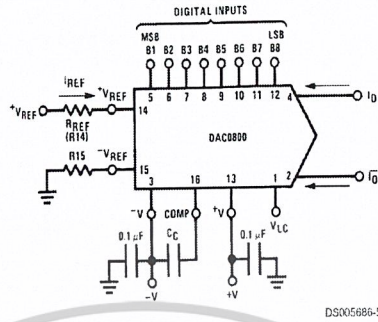 DIGITAL INPUTS
MSB LSB
B1 B2 B3 B4 B5 B6 B7 B8
IREF
+VREF
+VREF
RREF
(R14)
5 6 7 8 9 10 11 12 4
IO
14
DAC0800
-VREF
R15
15
2
IO
3 16 13 1
-V COMP +V
VLC
0.1 μF CC 0.1 μF
-V +V
DS005686-